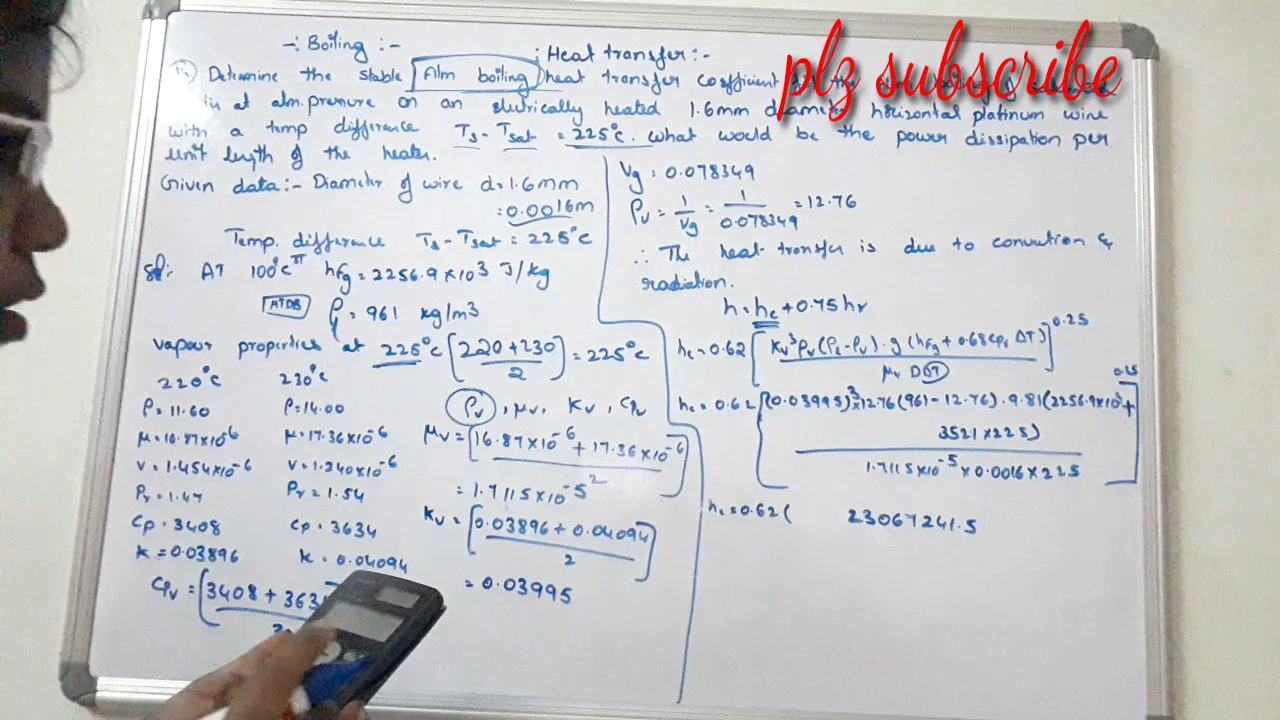 plz subscribe
-: Boiling :-
: Heat transfer :-
Determine the stable film boiling heat transfer coefficient
at atm. pressure on an electrically heated 1.6mm diameter horizontal platinum wire
with a temp difference Ts - Tsat = 225°C. What would be the power dissipation per
unit length of the heater.
Given data :- Diameter of wire d = 1.6mm
= 0.0016m
Temp. difference Ts - Tsat = 225°C
Sol: AT 100°C hfg = 2256.9 × 10³ J/kg
HTDB
ρl = 961 kg/m³
Vapour properties at 225°C [220 + 230 / 2] = 225°C
220°C 230°C
ρ = 11.60 ρ = 14.00
μ = 16.87×10⁻⁶ μ = 17.36×10⁻⁶
ν = 1.454×10⁻⁶ ν = 1.240×10⁻⁶
Pr = 1.47 Pr = 1.54
Cp = 3408 Cp = 3634
k = 0.03896 k = 0.04094
Cpv = [3408 + 363
ρv, μv, Kv, Cpv
μv = [16.87×10⁻⁶ + 17.36×10⁻⁶ / 2]
= 1.7115×10⁻⁵
Kv = [0.03896 + 0.04094 / 2]
= 0.03995
Vg = 0.078349
ρv = 1/Vg = 1/0.078349 = 12.76
∴ The heat transfer is due to convection &
radiation.
h = hc + 0.75hr
hc = 0.62 [Kv³ ρv (ρl - ρv) . g (hfg + 0.68 Cpv ΔT) / μv D ΔT]^0.25
hc = 0.62 [(0.03995)³ × 12.76 (961 - 12.76) . 9.81 (2256.9×10³ +
3521 × 225) / 1.7115×10⁻⁵ × 0.0016 × 225]^0.25
hc = 0.62 ( 23067241.5